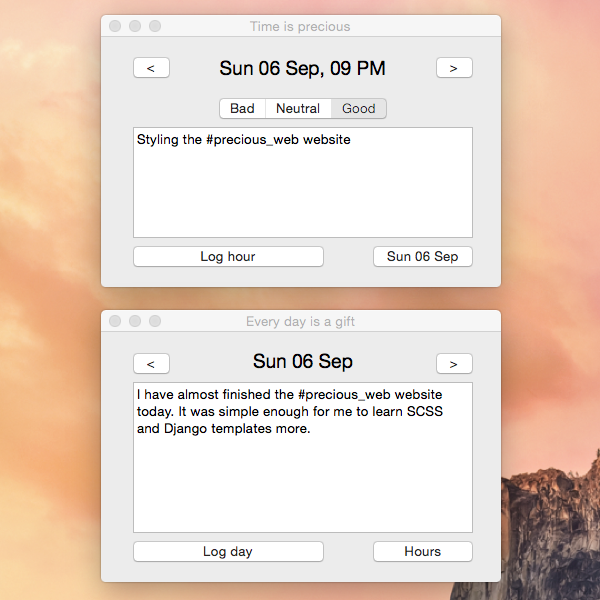 Time is precious
< Sun 06 Sep, 09 PM >
Bad Neutral Good
Styling the #precious_web website
Log hour Sun 06 Sep
Every day is a gift
< Sun 06 Sep >
I have almost finished the #precious_web website
today. It was simple enough for me to learn SCSS
and Django templates more.
Log day Hours